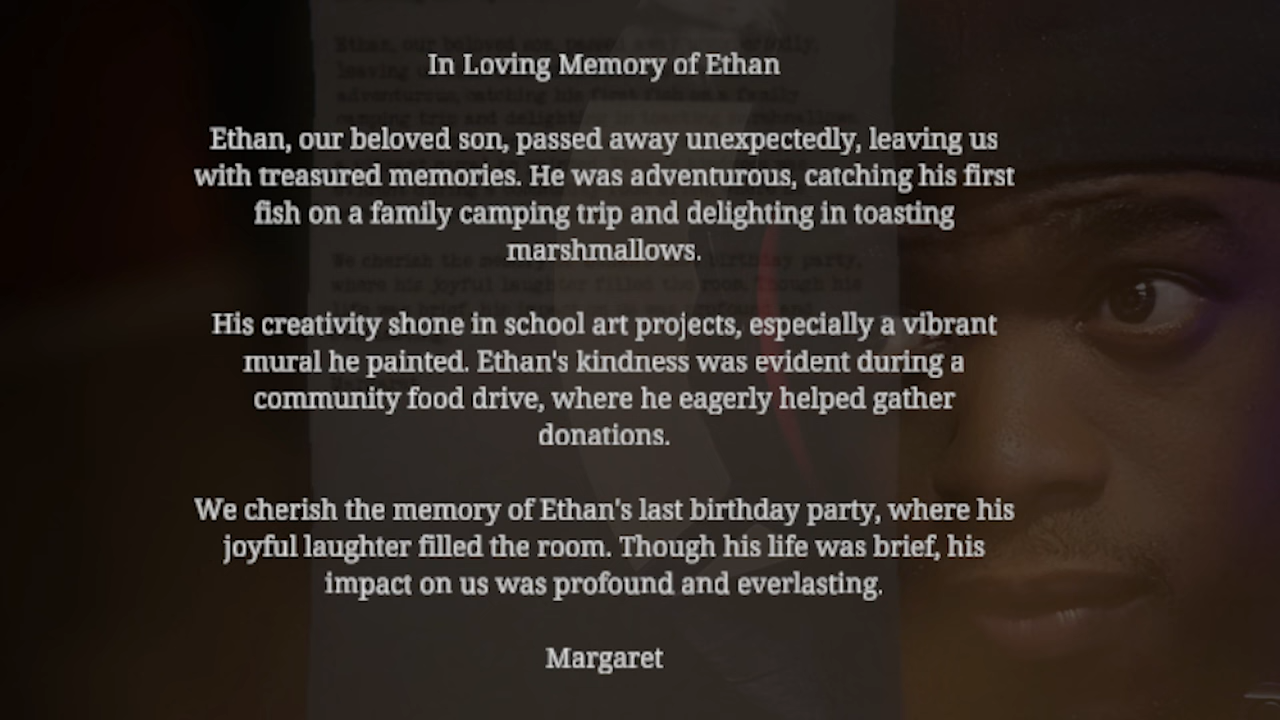 In Loving Memory of Ethan
Ethan, our beloved son, passed away unexpectedly, leaving us
with treasured memories. He was adventurous, catching his first
fish on a family camping trip and delighting in toasting
marshmallows.
His creativity shone in school art projects, especially a vibrant
mural he painted. Ethan's kindness was evident during a
community food drive, where he eagerly helped gather
donations.
We cherish the memory of Ethan's last birthday party, where his
joyful laughter filled the room. Though his life was brief, his
impact on us was profound and everlasting.
Margaret